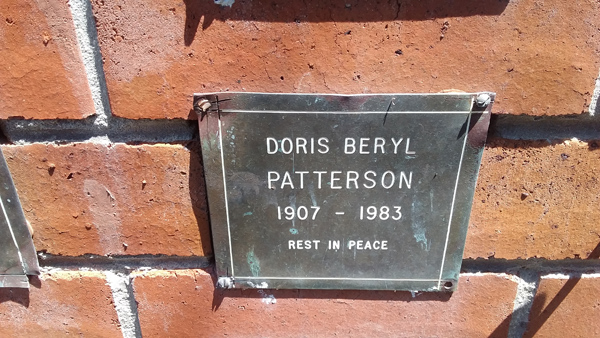 DORIS BERYL
PATTERSON
1907 - 1983
REST IN PEACE